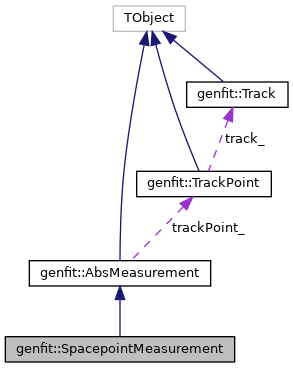 TObject
genfit::Track
track_
genfit::TrackPoint
trackPoint_
genfit::AbsMeasurement
genfit::SpacepointMeasurement